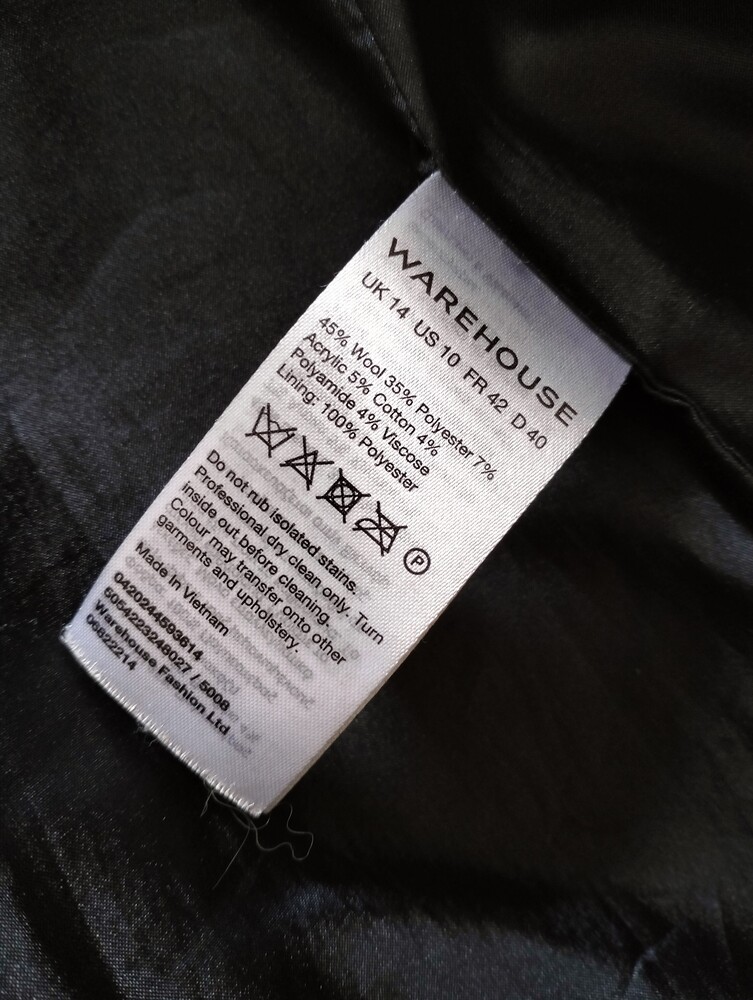 WAREHOUSE
UK 14 US 10 FR 42 D 40
45% Wool 35% Polyester 7%
Acrylic 5% Cotton 4%
Polyamide 4% Viscose
Lining: 100% Polyester
P
Do not rub isolated stains.
Professional dry clean only. Turn
inside out before cleaning.
Colour may transfer onto other
garments and upholstery.
Made in Vietnam
0420244593614
5054223248027 / 5008
Warehouse Fashion Ltd
06822214